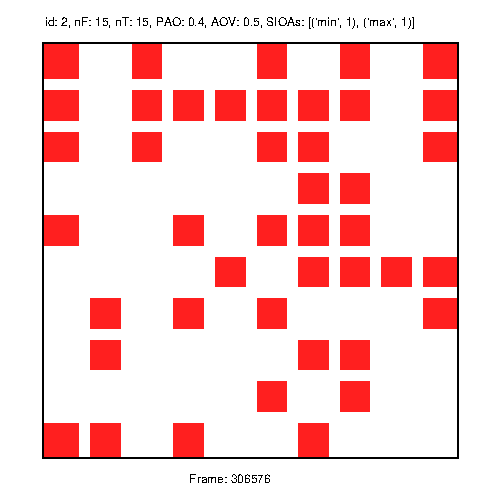 id: 2, nF: 15, nT: 15, PAO: 0.4, AOV: 0.5, SIOAs: [('min', 1), ('max', 1)]
Frame: 306576